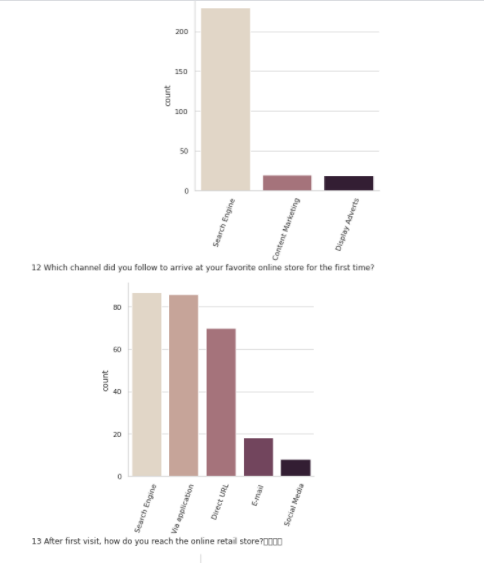 200
150
100
50
0
count
Search Engine
Content Marketing
Display Adverts
12 Which channel did you follow to arrive at your favorite online store for the first time?
80
60
40
20
0
count
Search Engine
Via application
Direct URL
E-mail
Social Media
13 After first visit, how do you reach the online retail store?